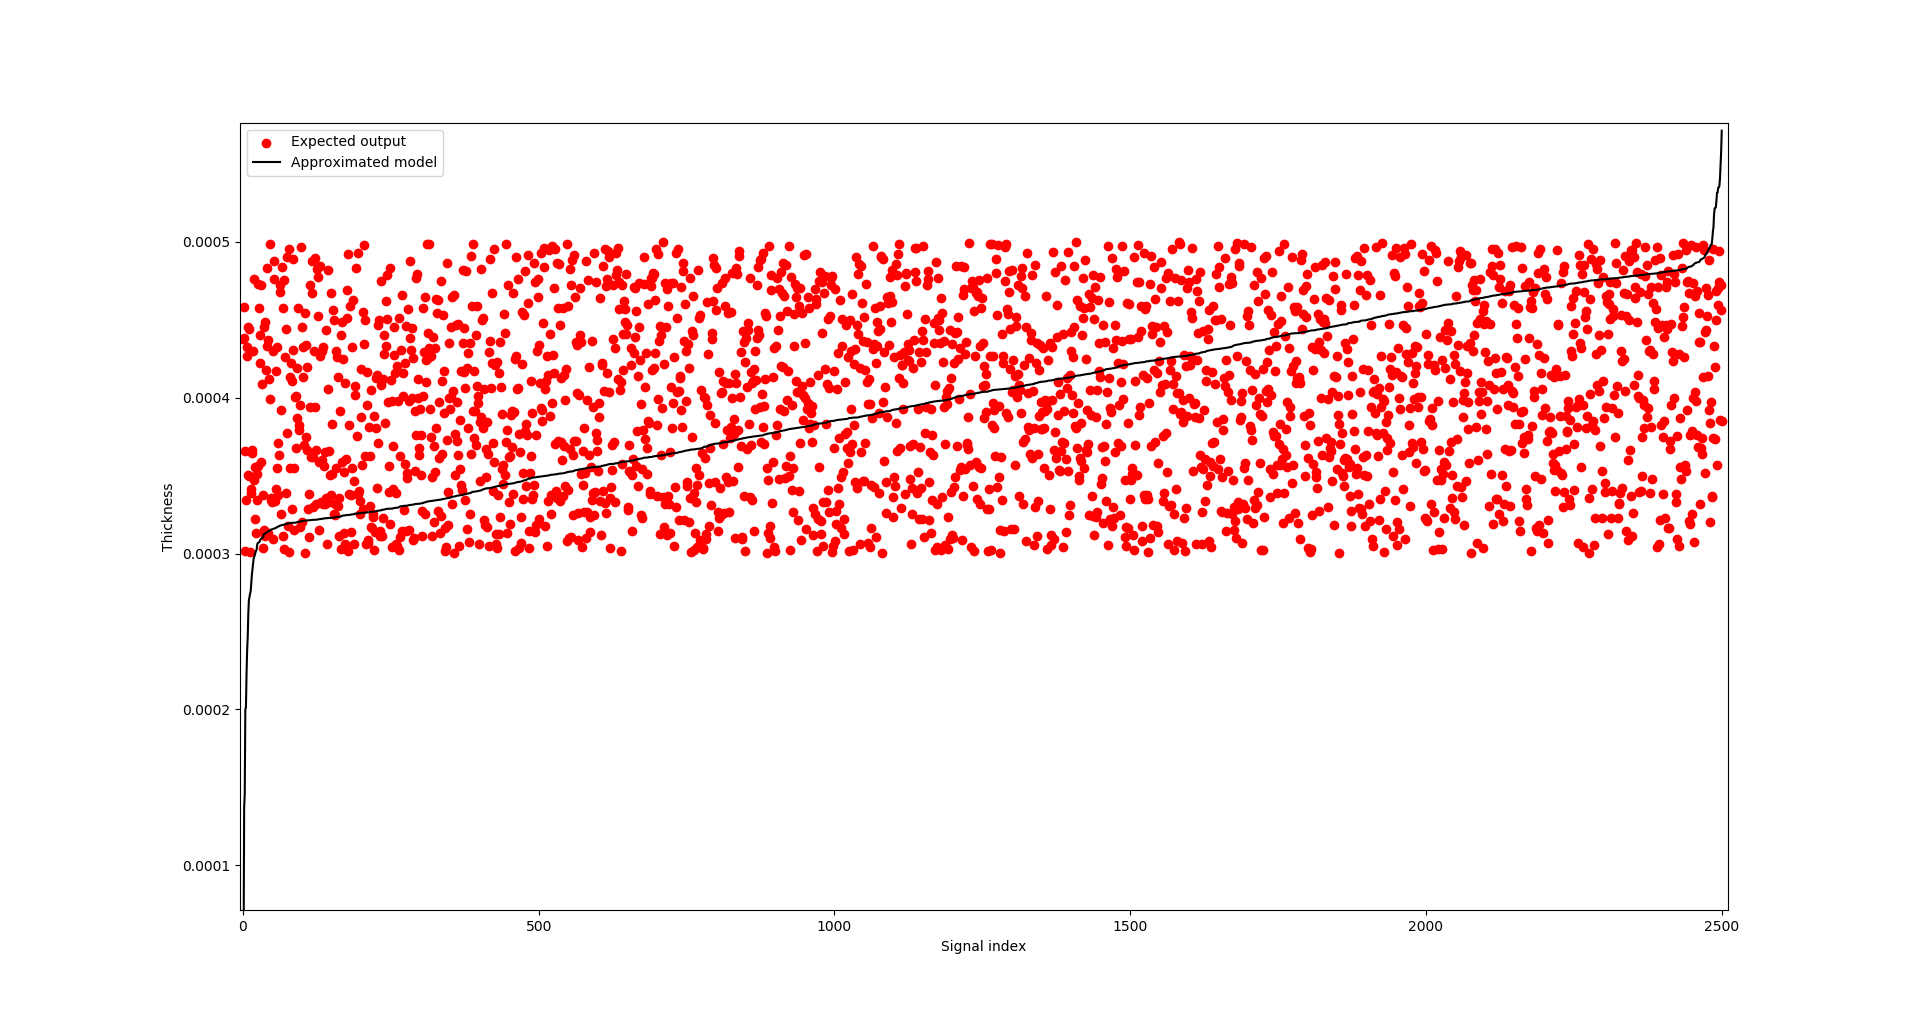 Expected output
Approximated model
0.0005
0.0004
0.0003
0.0002
0.0001
Thickness
0 500 1000 1500 2000 2500
Signal index